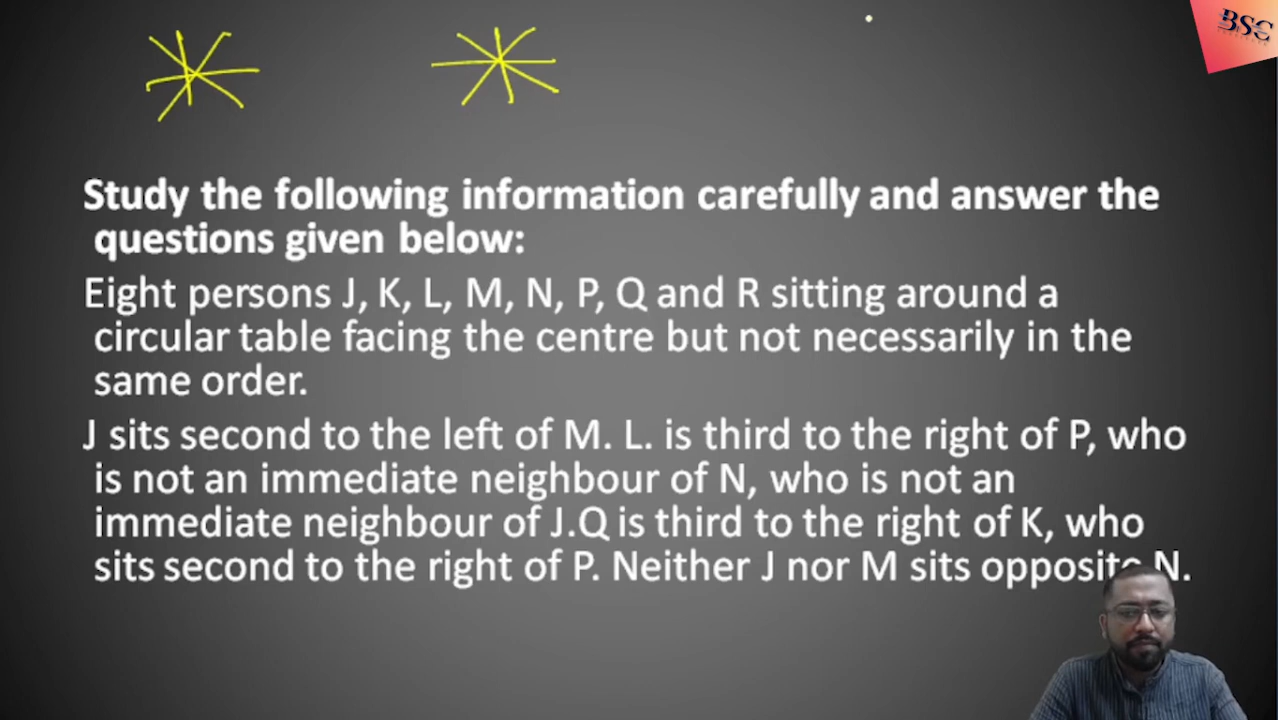 BSC
Study the following information carefully and answer the
questions given below:
Eight persons J, K, L, M, N, P, Q and R sitting around a
circular table facing the centre but not necessarily in the
same order.
J sits second to the left of M. L. is third to the right of P, who
is not an immediate neighbour of N, who is not an
immediate neighbour of J.Q is third to the right of K, who
sits second to the right of P. Neither J nor M sits opposite N.